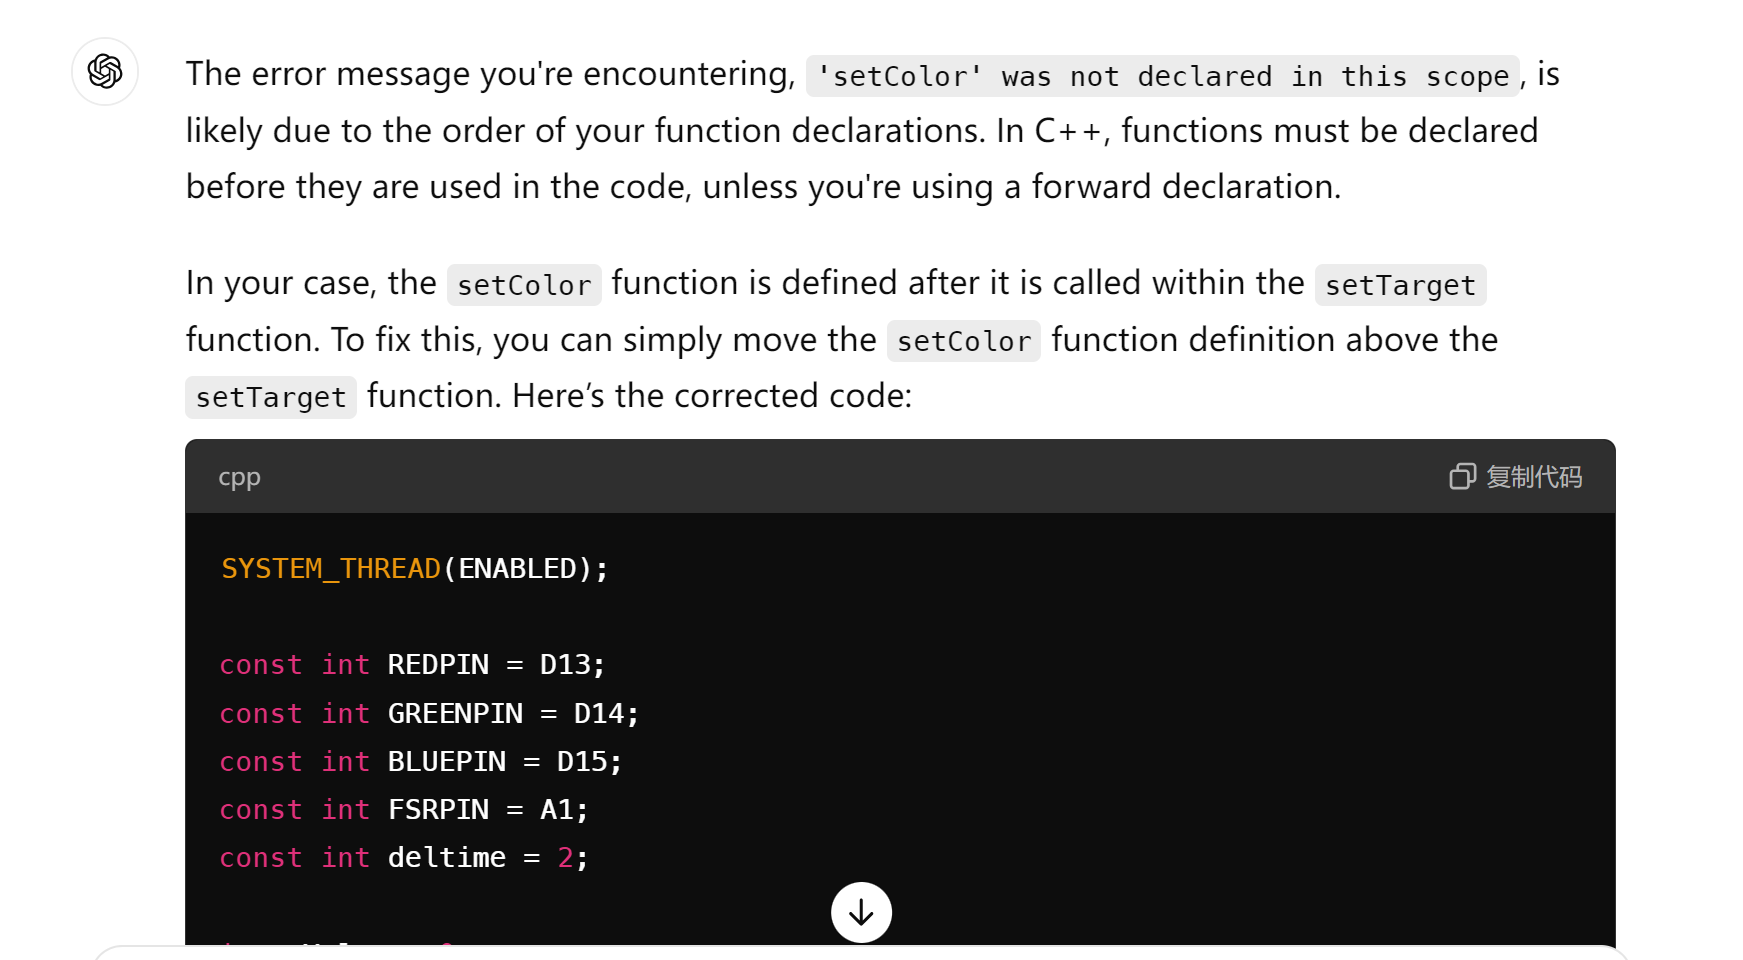 The error message you're encountering, 'setColor' was not declared in this scope, is
likely due to the order of your function declarations. In C++, functions must be declared
before they are used in the code, unless you're using a forward declaration.
In your case, the setColor function is defined after it is called within the setTarget
function. To fix this, you can simply move the setColor function definition above the
setTarget function. Here’s the corrected code:
cpp 复制代码
SYSTEM_THREAD(ENABLED);
const int REDPIN = D13;
const int GREENPIN = D14;
const int BLUEPIN = D15;
const int FSRPIN = A1;
const int deltime = 2;